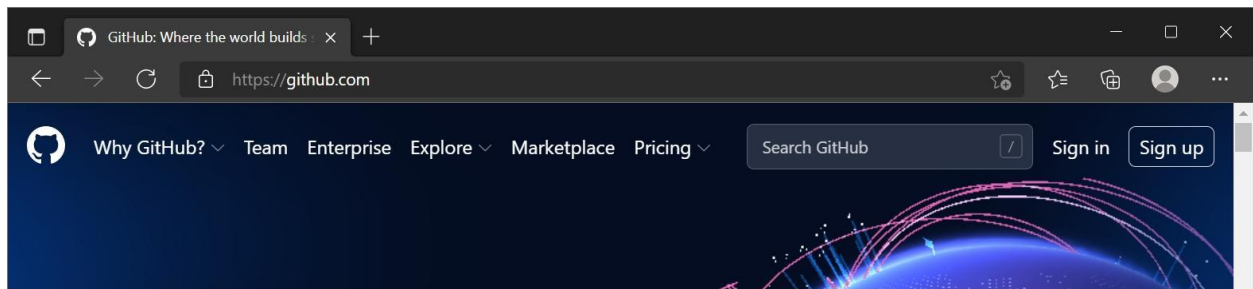 GitHub: Where the world builds s
https://github.com
Why GitHub? Team Enterprise Explore Marketplace Pricing Search GitHub / Sign in Sign up